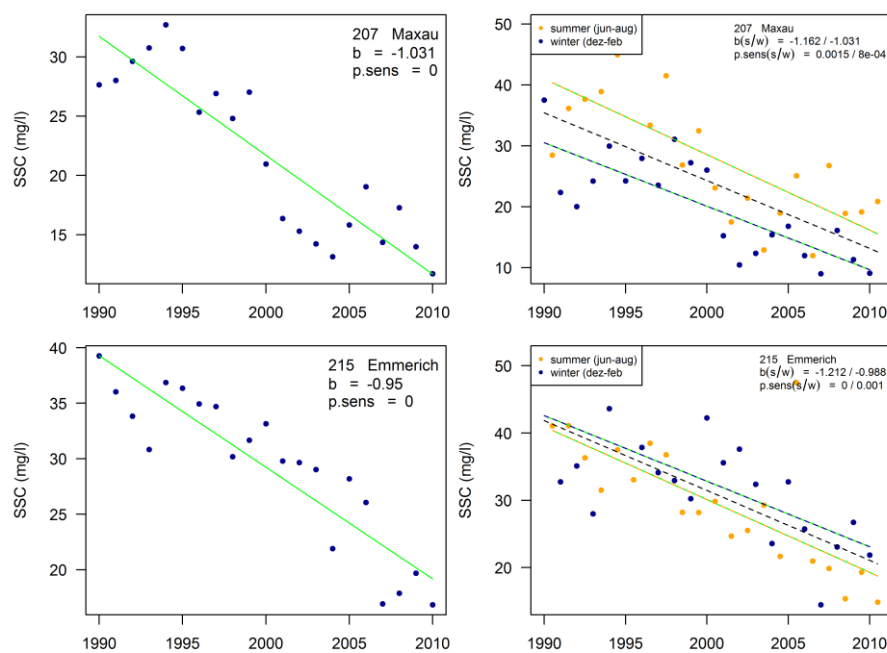 207 Maxau
b = -1.031
p.sens = 0
SSC (mg/l)
30
25
20
15
1990 1995 2000 2005 2010
summer (jun-aug)
winter (dez-feb
207 Maxau
b(s/w) = -1.162 / -1.031
p.sens(s/w) = 0.0015 / 8e-04
SSC (mg/l)
50
40
30
20
10
1990 1995 2000 2005 2010
215 Emmerich
b = -0.95
p.sens = 0
SSC (mg/l)
40
35
30
25
20
1990 1995 2000 2005 2010
summer (jun-aug)
winter (dez-feb
215 Emmerich
b(s/w) = -1.212 / -0.988
p.sens(s/w) = 0 / 0.001
SSC (mg/l)
50
40
30
20
1990 1995 2000 2005 2010